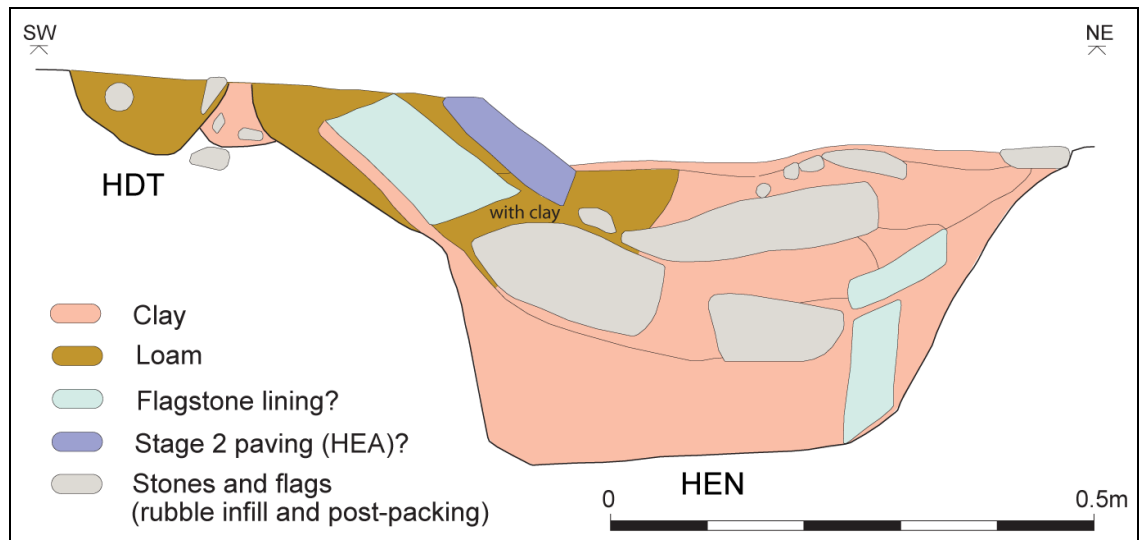 SW
NE
HDT
with clay
Clay
Loam
Flagstone lining?
Stage 2 paving (HEA)?
Stones and flags
(rubble infill and post-packing)
HEN
0
0.5m